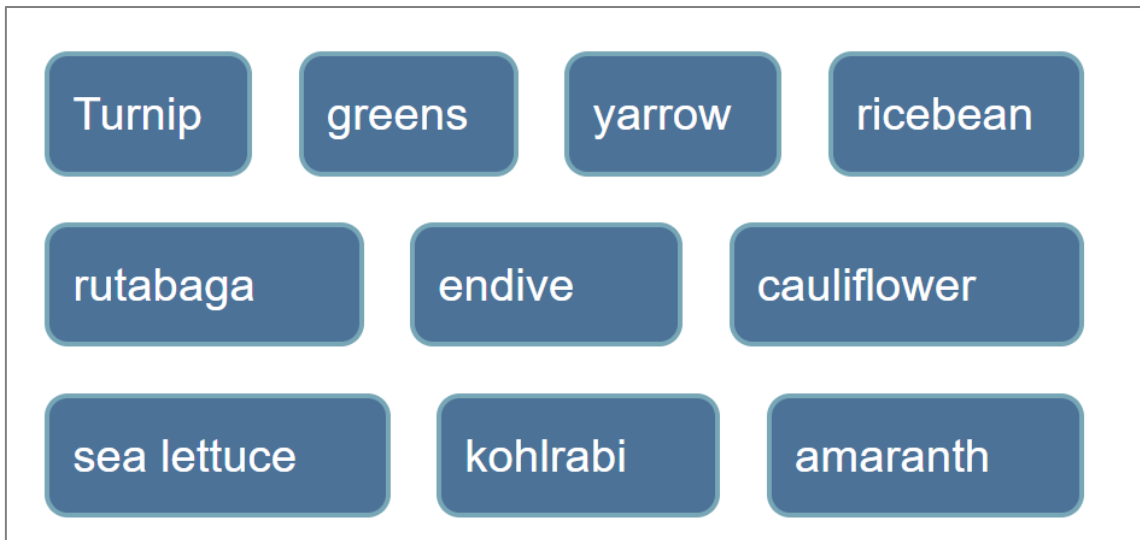 Turnip greens yarrow ricebean
rutabaga endive cauliflower
sea lettuce kohlrabi amaranth